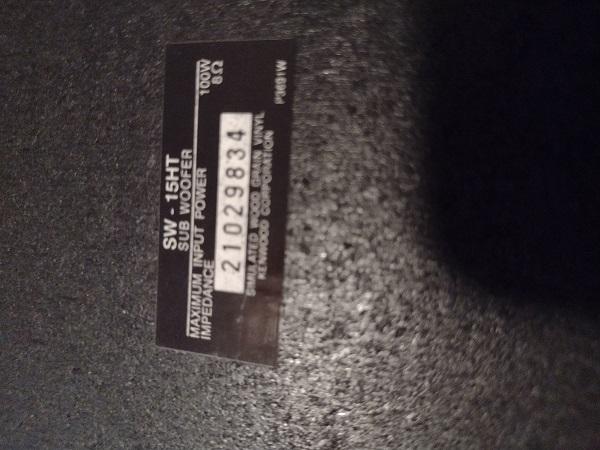 SW - 15HT
SUB WOOFER
MAXIMUM INPUT POWER 100W
IMPEDANCE 8Ω
21029834
SIMULATED WOOD GRAIN VINYL
KENWOOD CORPORATION
P3691W